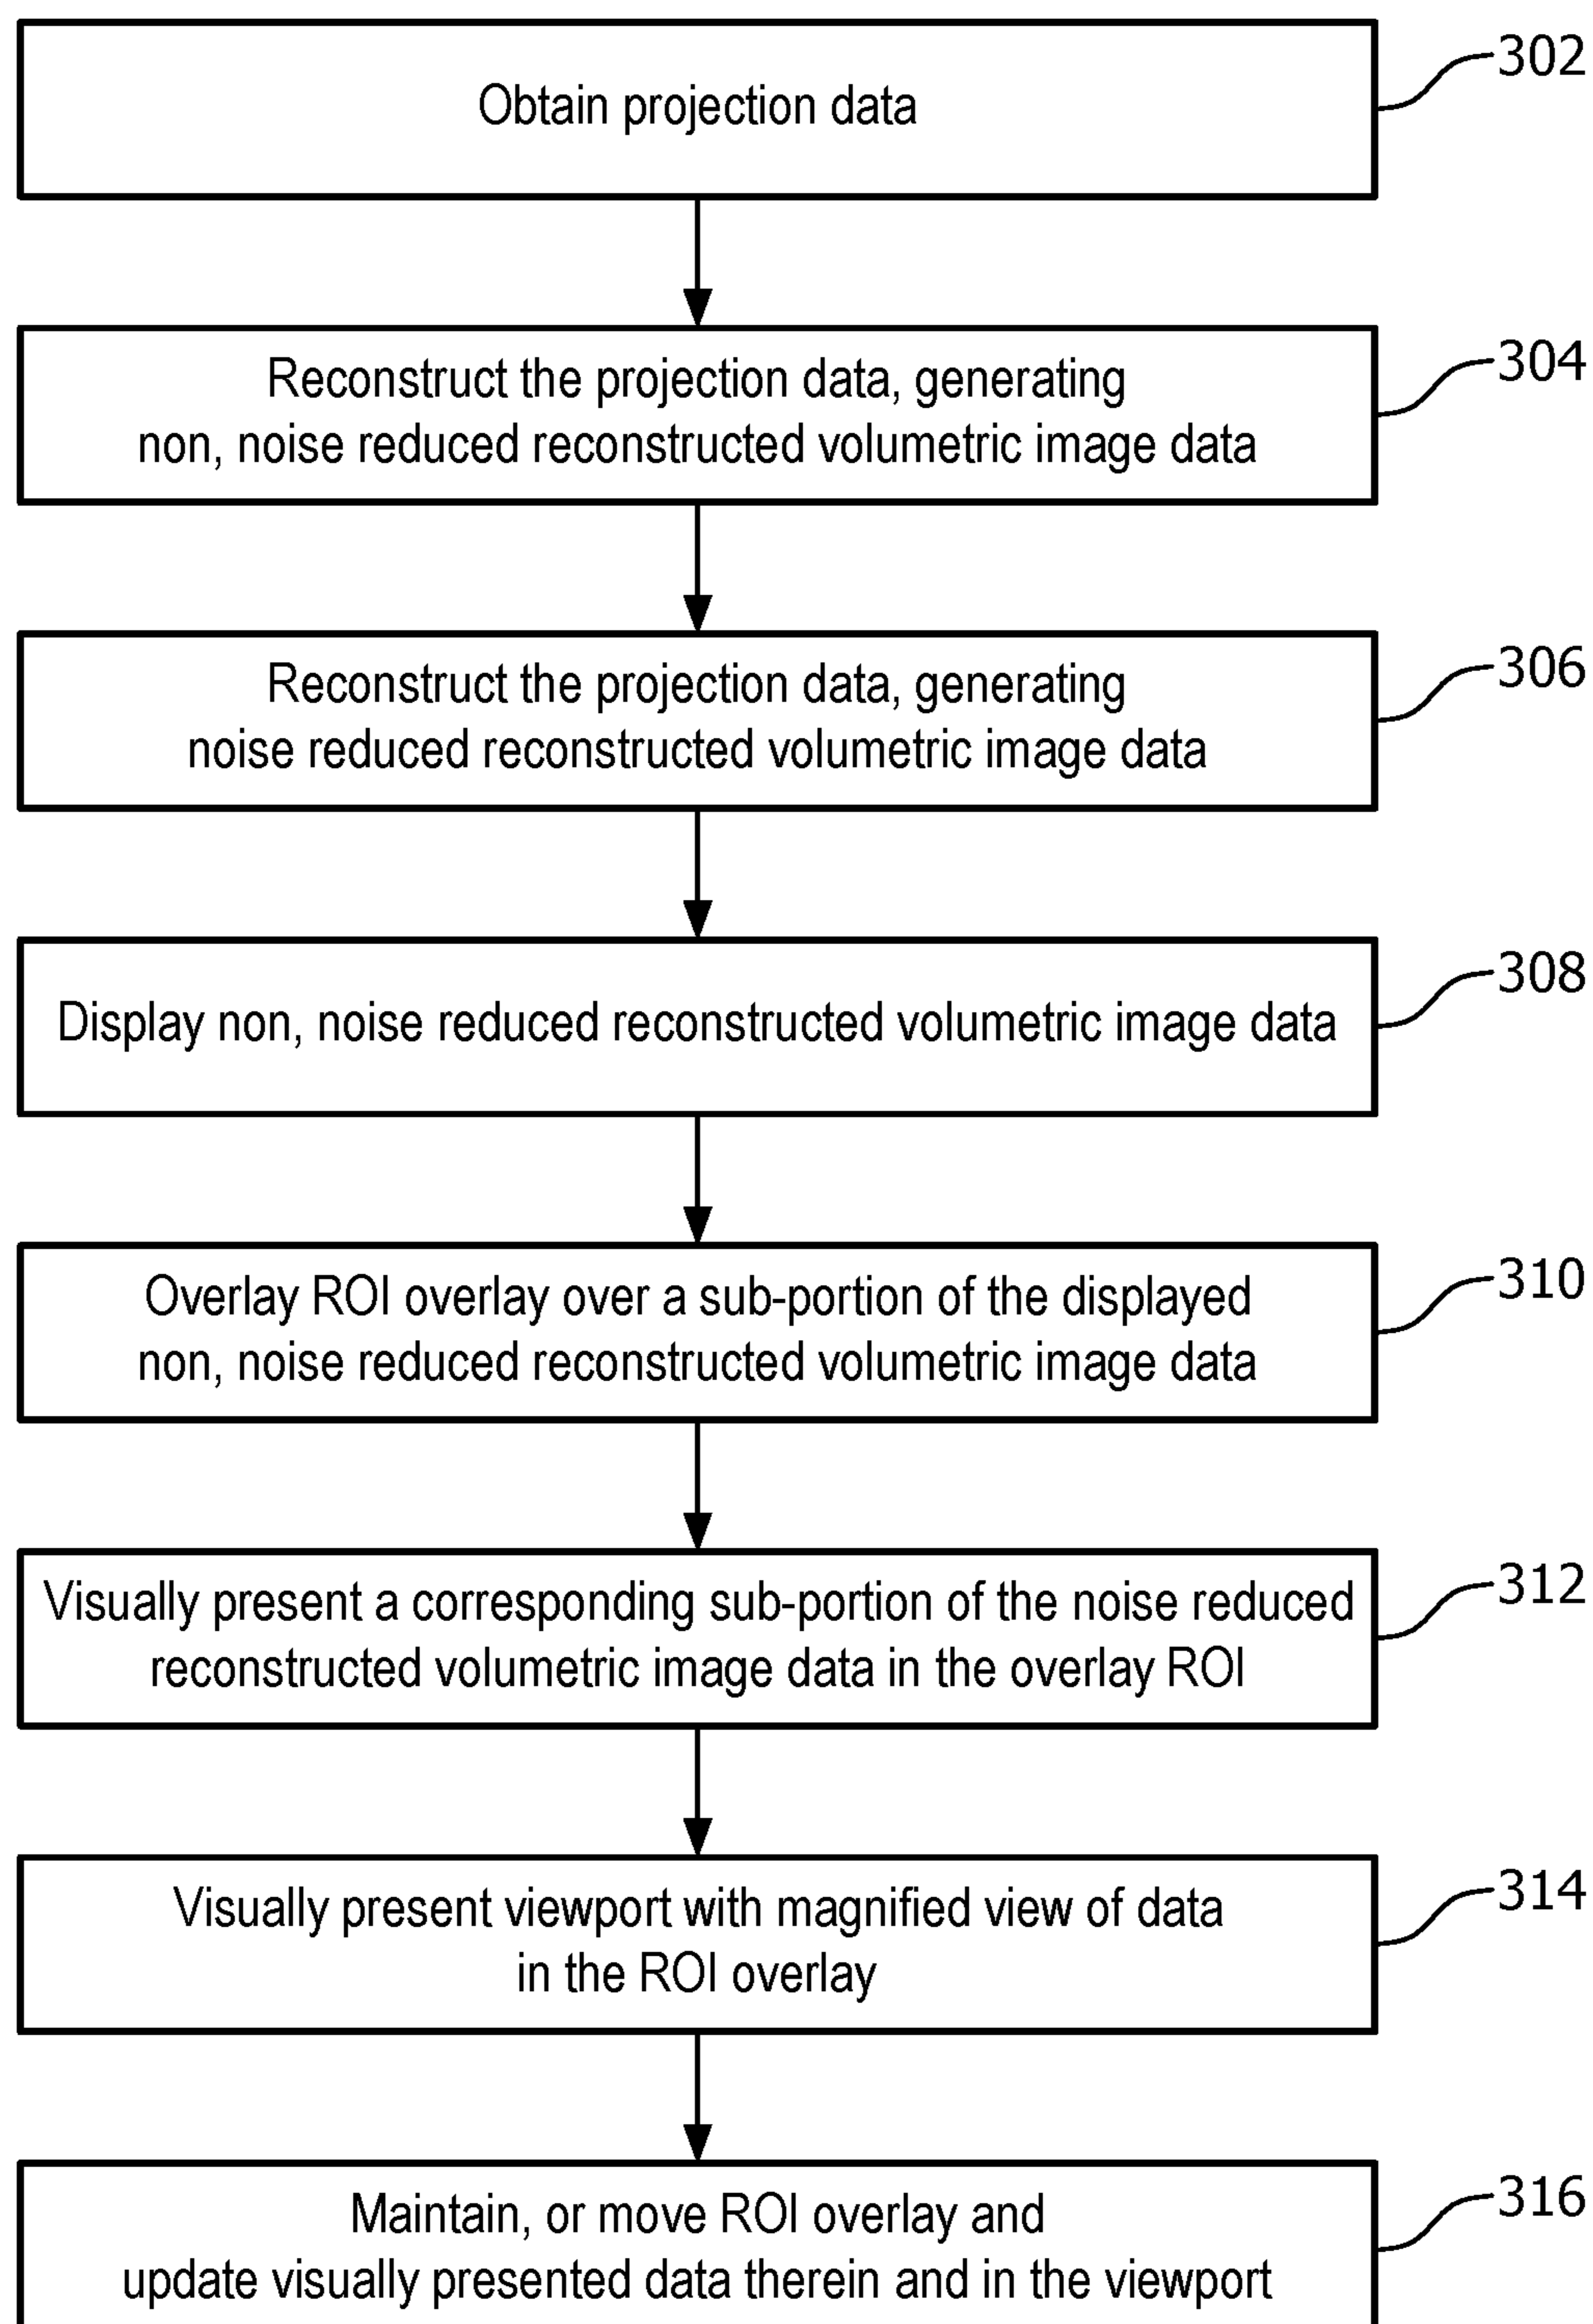 Obtain projection data
302
Reconstruct the projection data, generating
non, noise reduced reconstructed volumetric image data
304
Reconstruct the projection data, generating
noise reduced reconstructed volumetric image data
306
Display non, noise reduced reconstructed volumetric image data
308
Overlay ROI overlay over a sub-portion of the displayed
non, noise reduced reconstructed volumetric image data
310
Visually present a corresponding sub-portion of the noise reduced
reconstructed volumetric image data in the overlay ROI
312
Visually present viewport with magnified view of data
in the ROI overlay
314
Maintain, or move ROI overlay and
update visually presented data therein and in the viewport
316